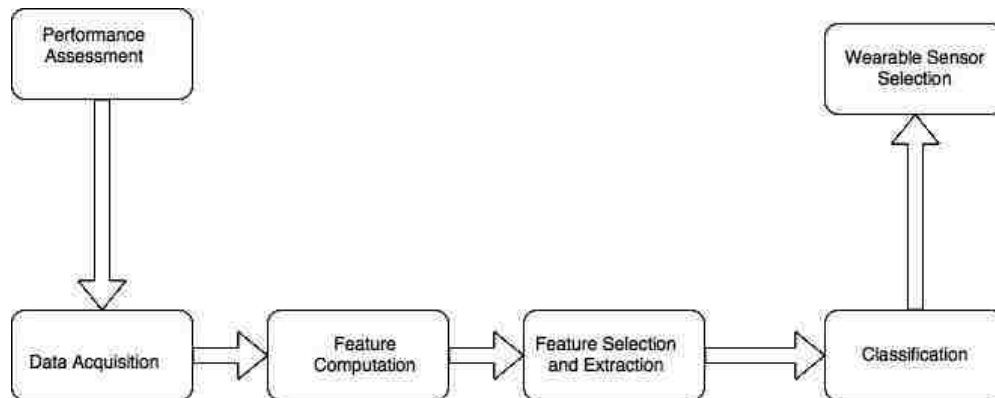 Performance
Assessment
Wearable Sensor
Selection
Data Acquisition
Feature
Computation
Feature Selection
and Extraction
Classification